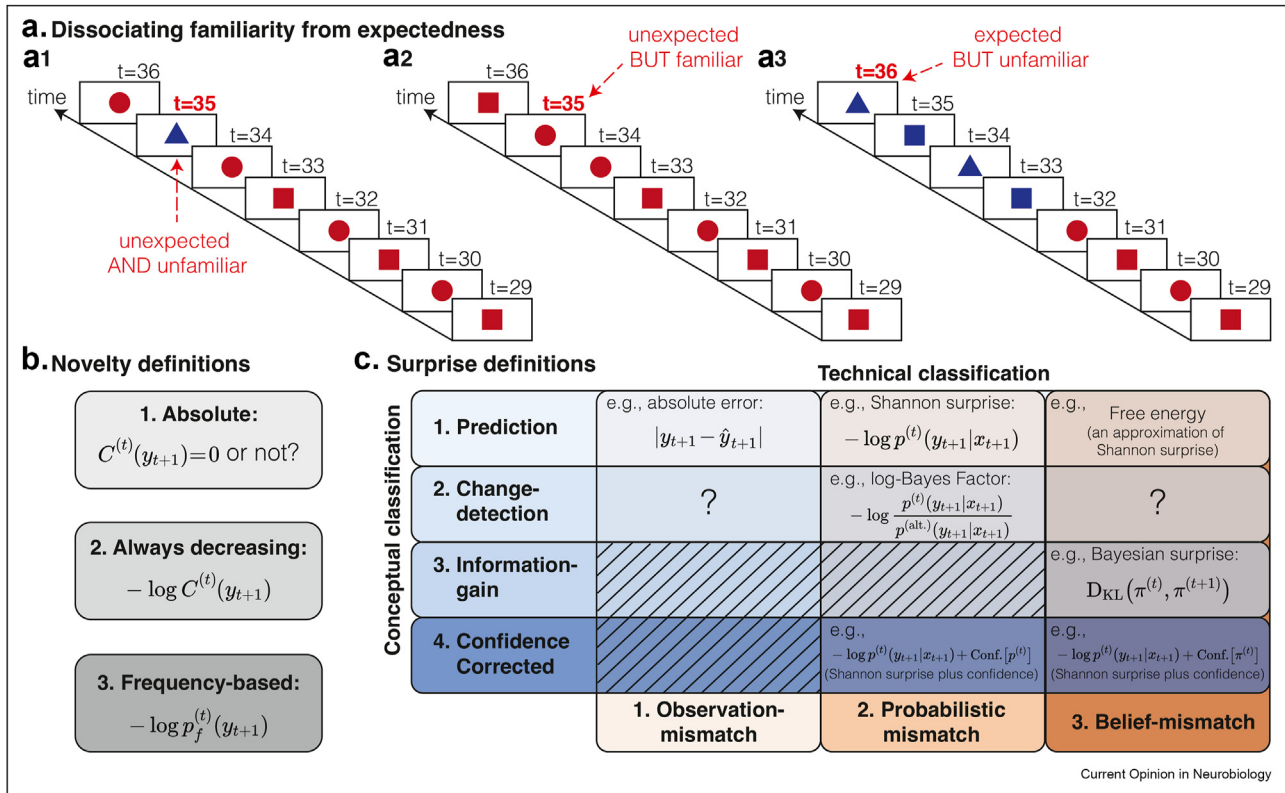 a. Dissociating familiarity from expectedness
a1
time
t=36
t=35
t=34
t=33
t=32
t=31
t=30
t=29
unexpected
AND unfamiliar
a2
unexpected
BUT familiar
time
t=36
t=35
t=34
t=33
t=32
t=31
t=30
t=29
a3
expected
BUT unfamiliar
time
t=36
t=35
t=34
t=33
t=32
t=31
t=30
t=29
b. Novelty definitions
1. Absolute:
C^{(t)}(y_{t+1})=0 or not?
2. Always decreasing:
− log C^{(t)}(y_{t+1})
3. Frequency-based:
− log p_f^{(t)}(y_{t+1})
c. Surprise definitions
Technical classification
Conceptual classification
1. Prediction
e.g., absolute error:
|y_{t+1} − ŷ_{t+1}|
e.g., Shannon surprise:
− log p^{(t)}(y_{t+1}|x_{t+1})
e.g.,
Free energy
(an approximation of
Shannon surprise)
2. Change-
detection
?
e.g., log-Bayes Factor:
− log p^{(t)}(y_{t+1}|x_{t+1}) / p^{(alt.)}(y_{t+1}|x_{t+1})
?
3. Information-
gain
e.g., Bayesian surprise:
D_{KL}(π^{(t)}, π^{(t+1)})
4. Confidence
Corrected
e.g.,
− log p^{(t)}(y_{t+1}|x_{t+1}) + Conf.[p^{(t)}]
(Shannon surprise plus confidence)
e.g.,
− log p^{(t)}(y_{t+1}|x_{t+1}) + Conf.[π^{(t)}]
(Shannon surprise plus confidence)
1. Observation-
mismatch
2. Probabilistic
mismatch
3. Belief-mismatch
Current Opinion in Neurobiology